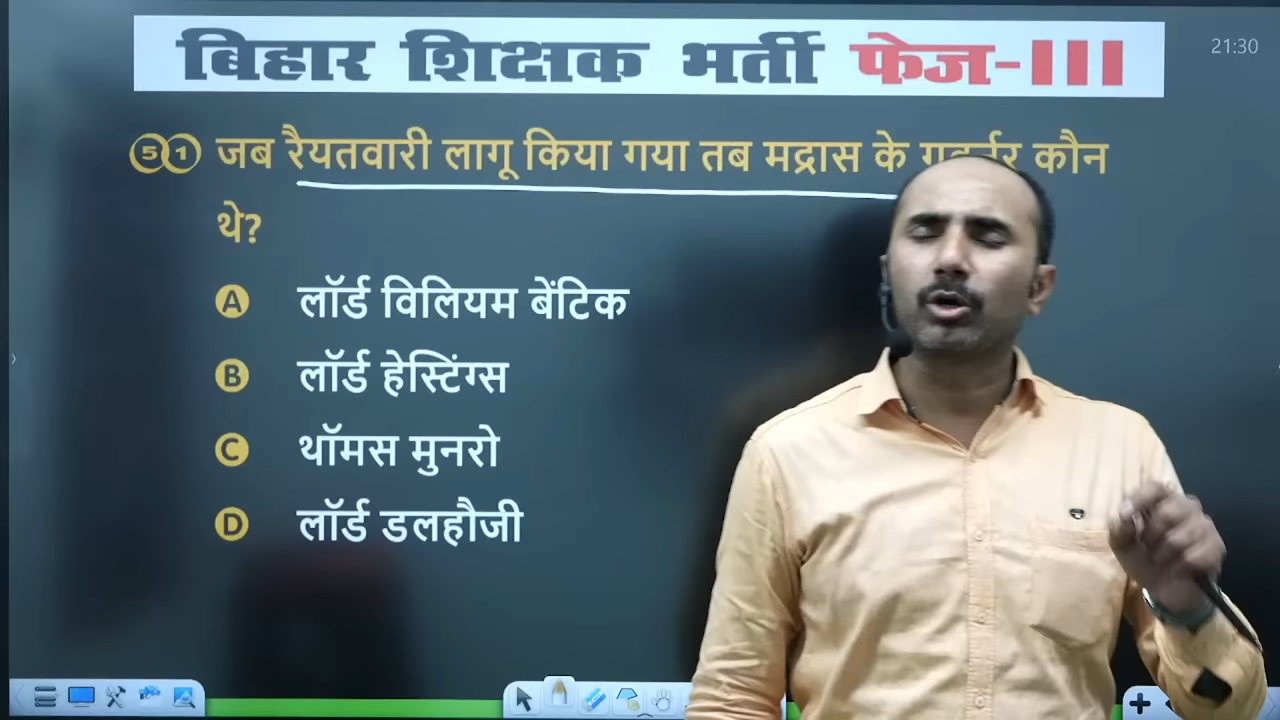 बिहार शिक्षक भर्ती फेज-III
21:30
51 जब रैयतवारी लागू किया गया तब मद्रास के कौन
थे?
A लॉर्ड विलियम बेंटिक
B लॉर्ड हेस्टिंग्स
C थॉमस मुनरो
D लॉर्ड डलहौजी